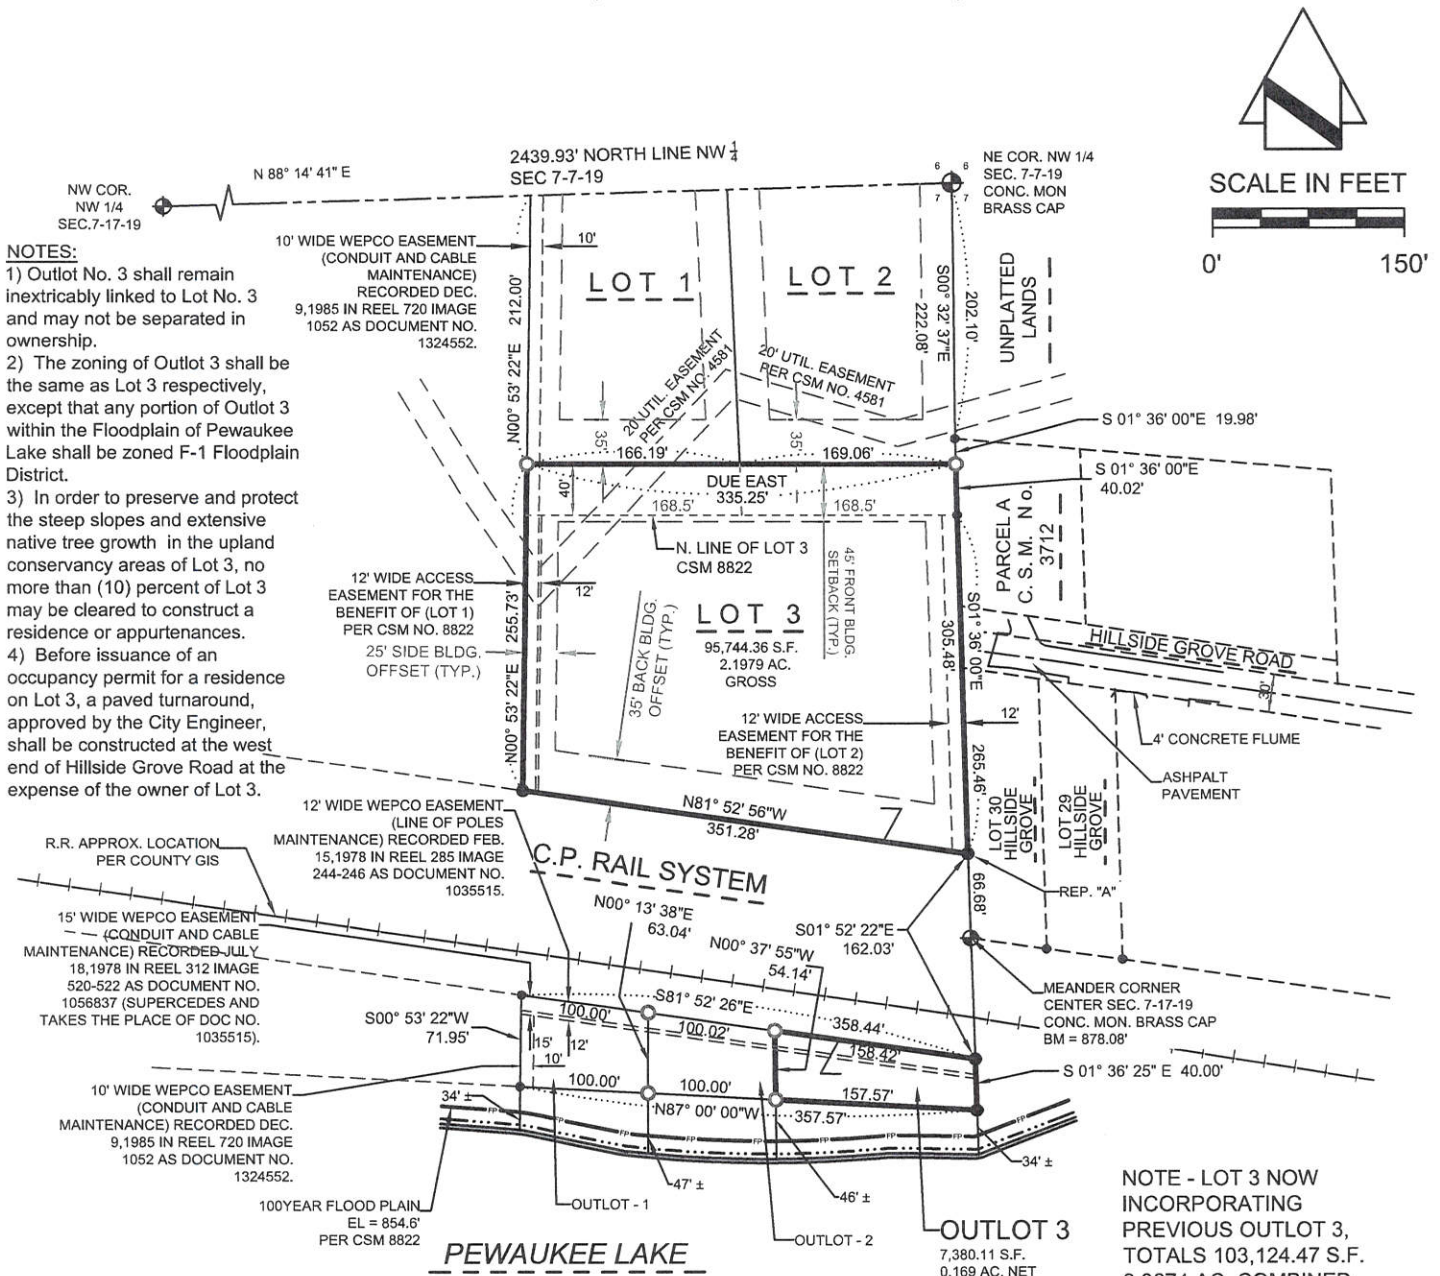 2439.93' NORTH LINE NW 1/4
SEC 7-7-19
N 88° 14' 41" E
NW COR.
NW 1/4
SEC.7-17-19
6 6
7 7
NE COR. NW 1/4
SEC. 7-7-19
CONC. MON
BRASS CAP
SCALE IN FEET
0' 150'
NOTES:
1) Outlot No. 3 shall remain
inextricably linked to Lot No. 3
and may not be separated in
ownership.
2) The zoning of Outlot 3 shall be
the same as Lot 3 respectively,
except that any portion of Outlot 3
within the Floodplain of Pewaukee
Lake shall be zoned F-1 Floodplain
District.
3) In order to preserve and protect
the steep slopes and extensive
native tree growth in the upland
conservancy areas of Lot 3, no
more than (10) percent of Lot 3
may be cleared to construct a
residence or appurtenances.
4) Before issuance of an
occupancy permit for a residence
on Lot 3, a paved turnaround,
approved by the City Engineer,
shall be constructed at the west
end of Hillside Grove Road at the
expense of the owner of Lot 3.
10' WIDE WEPCO EASEMENT
(CONDUIT AND CABLE
MAINTENANCE)
RECORDED DEC.
9,1985 IN REEL 720 IMAGE
1052 AS DOCUMENT NO.
1324552.
10'
LOT 1
LOT 2
N00° 53' 22"E 212.00'
S00° 32' 37"E
222.08'
202.10'
UNPLATTED
LANDS
20' UTIL. EASEMENT
PER CSM NO. 4581
20' UTIL. EASEMENT
PER CSM NO. 4581
35'
35'
S 01° 36' 00"E 19.98'
S 01° 36' 00"E
40.02'
166.19'
169.06'
DUE EAST
335.25'
40'
168.5'
168.5'
N. LINE OF LOT 3
CSM 8822
PARCEL A
C. S. M. No.
3712
12' WIDE ACCESS
EASEMENT FOR THE
BENEFIT OF (LOT 1)
PER CSM NO. 8822
12'
25' SIDE BLDG.
OFFSET (TYP.)
N00° 53' 22"E 255.73'
35' BACK BLDG.
OFFSET (TYP.)
LOT 3
95,744.36 S.F.
2.1979 AC.
GROSS
45' FRONT BLDG.
SETBACK (TYP.)
305.48'
S01° 36' 00"E
265.46'
12' WIDE ACCESS
EASEMENT FOR THE
BENEFIT OF (LOT 2)
PER CSM NO. 8822
12'
HILLSIDE GROVE ROAD
30'
4' CONCRETE FLUME
ASHPALT
PAVEMENT
LOT 30
HILLSIDE
GROVE
LOT 29
HILLSIDE
GROVE
N81° 52' 56"W
351.28'
12' WIDE WEPCO EASEMENT
(LINE OF POLES
MAINTENANCE) RECORDED FEB.
15,1978 IN REEL 285 IMAGE
244-246 AS DOCUMENT NO.
1035515.
R.R. APPROX. LOCATION
PER COUNTY GIS
C.P. RAIL SYSTEM
66.68'
REP. "A"
15' WIDE WEPCO EASEMENT
(CONDUIT AND CABLE
MAINTENANCE) RECORDED JULY
18,1978 IN REEL 312 IMAGE
520-522 AS DOCUMENT NO.
1056837 (SUPERCEDES AND
TAKES THE PLACE OF DOC NO.
1035515).
N00° 13' 38"E
63.04'
N00° 37' 55"W
54.14'
S01° 52' 22"E
162.03'
MEANDER CORNER
CENTER SEC. 7-17-19
CONC. MON. BRASS CAP
BM = 878.08'
S81° 52' 26"E
358.44'
100.00'
100.02'
158.42'
S00° 53' 22"W
71.95'
15'
12'
10'
S 01° 36' 25" E 40.00'
100.00'
100.00'
157.57'
N87° 00' 00"W
357.57'
10' WIDE WEPCO EASEMENT
(CONDUIT AND CABLE
MAINTENANCE) RECORDED DEC.
9,1985 IN REEL 720 IMAGE
1052 AS DOCUMENT NO.
1324552.
34' ±
FP FP FP FP FP FP
34' ±
47' ±
46' ±
100YEAR FLOOD PLAIN
EL = 854.6'
PER CSM 8822
OUTLOT - 1
OUTLOT - 2
PEWAUKEE LAKE
OUTLOT 3
7,380.11 S.F.
0.169 AC. NET
NOTE - LOT 3 NOW
INCORPORATING
PREVIOUS OUTLOT 3,
TOTALS 103,124.47 S.F.